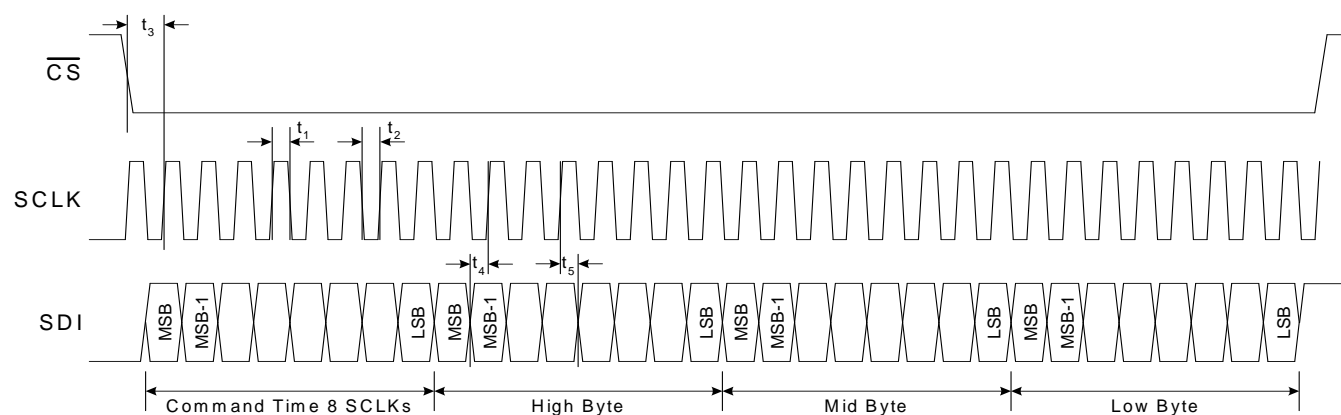 t3
CS
t1
t2
SCLK
t4
t5
SDI
MSB MSB-1 LSB MSB MSB-1 LSB MSB MSB-1 LSB MSB MSB-1 LSB
Command Time 8 SCLKs High Byte Mid Byte Low Byte